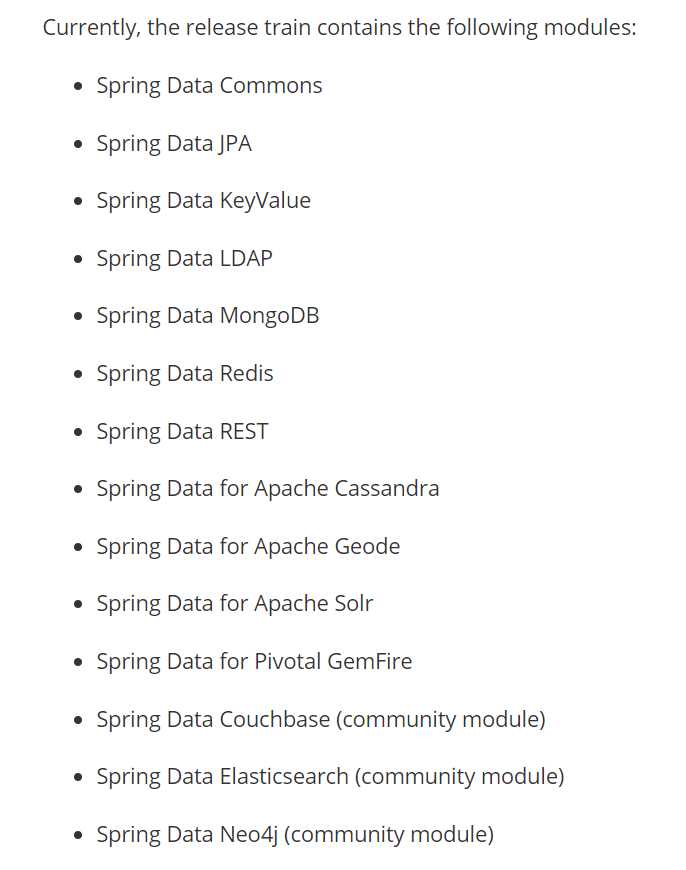 Currently, the release train contains the following modules:
• Spring Data Commons
• Spring Data JPA
• Spring Data KeyValue
• Spring Data LDAP
• Spring Data MongoDB
• Spring Data Redis
• Spring Data REST
• Spring Data for Apache Cassandra
• Spring Data for Apache Geode
• Spring Data for Apache Solr
• Spring Data for Pivotal GemFire
• Spring Data Couchbase (community module)
• Spring Data Elasticsearch (community module)
• Spring Data Neo4j (community module)